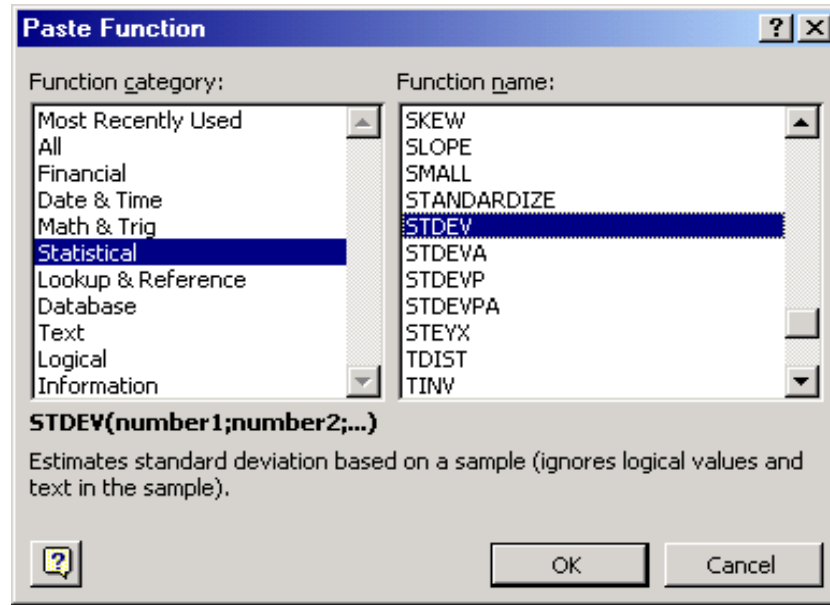 Paste Function
Function category:
Most Recently Used
All
Financial
Date & Time
Math & Trig
Statistical
Lookup & Reference
Database
Text
Logical
Information
Function name:
SKEW
SLOPE
SMALL
STANDARDIZE
STDEV
STDEVA
STDEVP
STDEVPA
STEYX
TDIST
TINV
STDEV(number1;number2;...)
Estimates standard deviation based on a sample (ignores logical values and
text in the sample).
OK
Cancel